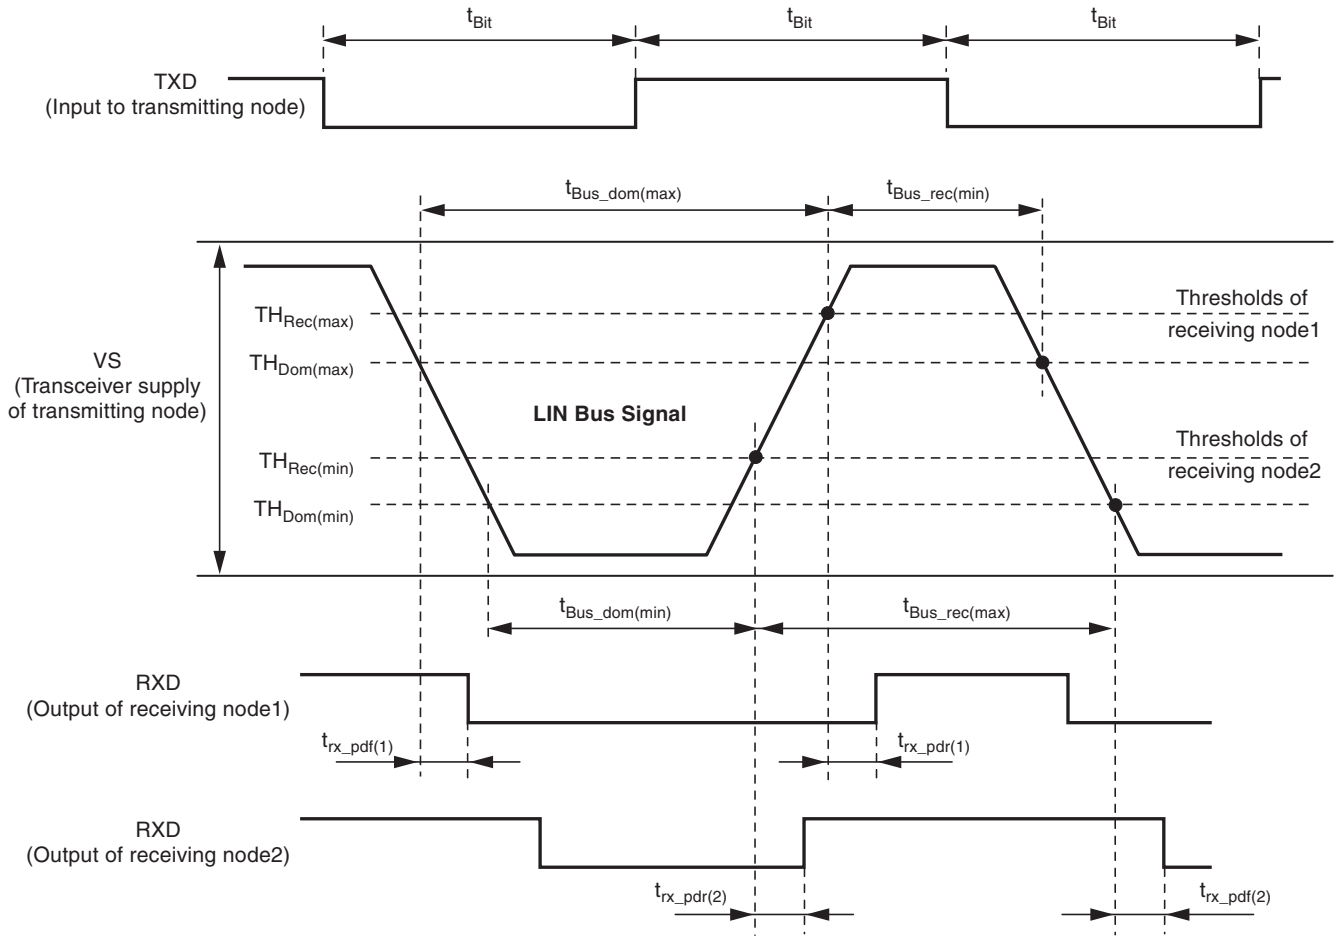 tBit tBit tBit
TXD
(Input to transmitting node)
tBus_dom(max) tBus_rec(min)
THRec(max)
Thresholds of
receiving node1
THDom(max)
VS
(Transceiver supply
of transmitting node)
LIN Bus Signal
THRec(min)
Thresholds of
receiving node2
THDom(min)
tBus_dom(min) tBus_rec(max)
RXD
(Output of receiving node1)
trx_pdf(1) trx_pdr(1)
RXD
(Output of receiving node2)
trx_pdr(2) trx_pdf(2)